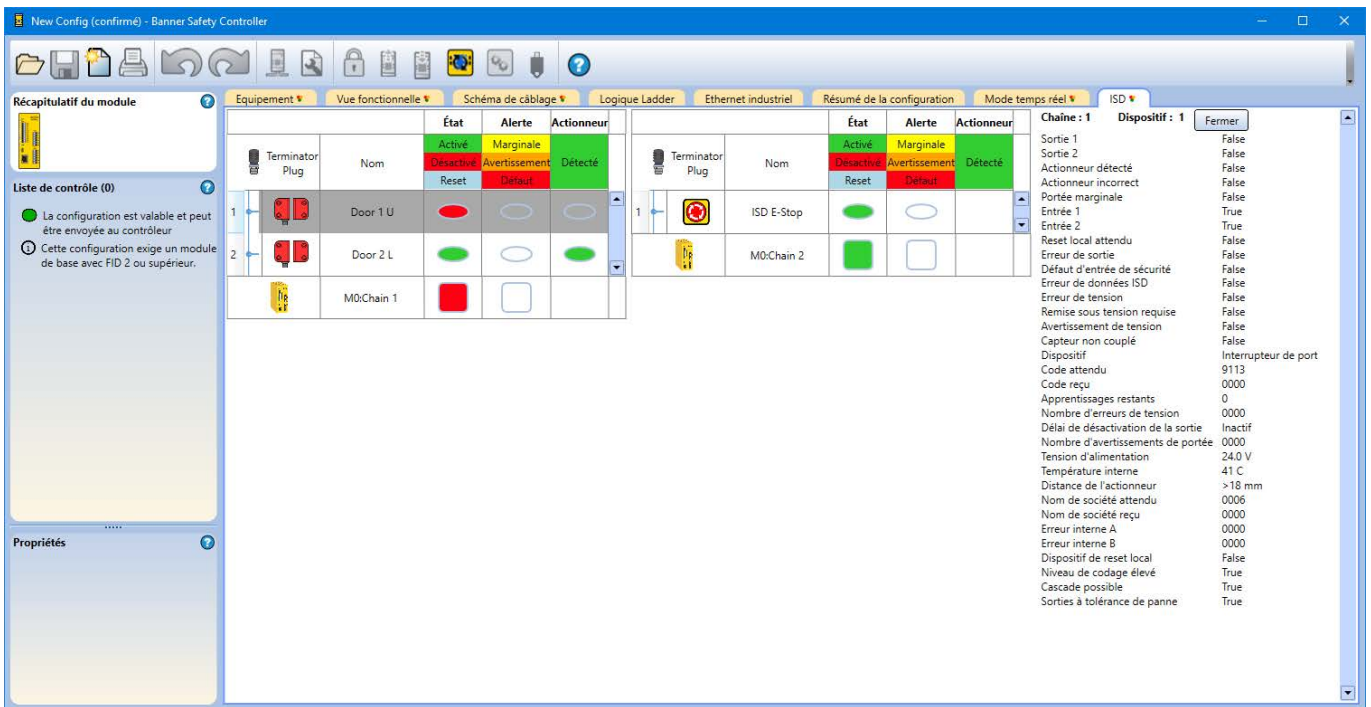 New Config (confirmé) - Banner Safety Controller
Récapitulatif du module
Liste de contrôle (0)
La configuration est valable et peut
être envoyée au contrôleur
Cette configuration exige un module
de base avec FID 2 ou supérieur.
Propriétés
Equipement
Vue fonctionnelle
Schéma de câblage
Logique Ladder
Ethernet industriel
Résumé de la configuration
Mode temps réel
ISD
État Alerte Actionneur
Terminator
Plug
Nom
Activé Marginale
Désactivé Avertissement Détecté
Reset Défaut
1 Door 1 U
2 Door 2 L
M0:Chain 1
État Alerte Actionneur
Terminator
Plug
Nom
Activé Marginale
Désactivé Avertissement Détecté
Reset Défaut
1 ISD E-Stop
M0:Chain 2
Chaîne : 1 Dispositif : 1 Fermer
Sortie 1 False
Sortie 2 False
Actionneur détecté False
Actionneur incorrect False
Portée marginale False
Entrée 1 True
Entrée 2 True
Reset local attendu False
Erreur de sortie False
Défaut d'entrée de sécurité False
Erreur de données ISD False
Erreur de tension False
Remise sous tension requise False
Avertissement de tension False
Capteur non couplé False
Dispositif Interrupteur de port
Code attendu 9113
Code reçu 0000
Apprentissages restants 0
Nombre d'erreurs de tension 0000
Délai de désactivation de la sortie Inactif
Nombre d'avertissements de portée 0000
Tension d'alimentation 24.0 V
Température interne 41 C
Distance de l'actionneur >18 mm
Nom de société attendu 0006
Nom de société reçu 0000
Erreur interne A 0000
Erreur interne B 0000
Dispositif de reset local False
Niveau de codage élevé True
Cascade possible True
Sorties à tolérance de panne True